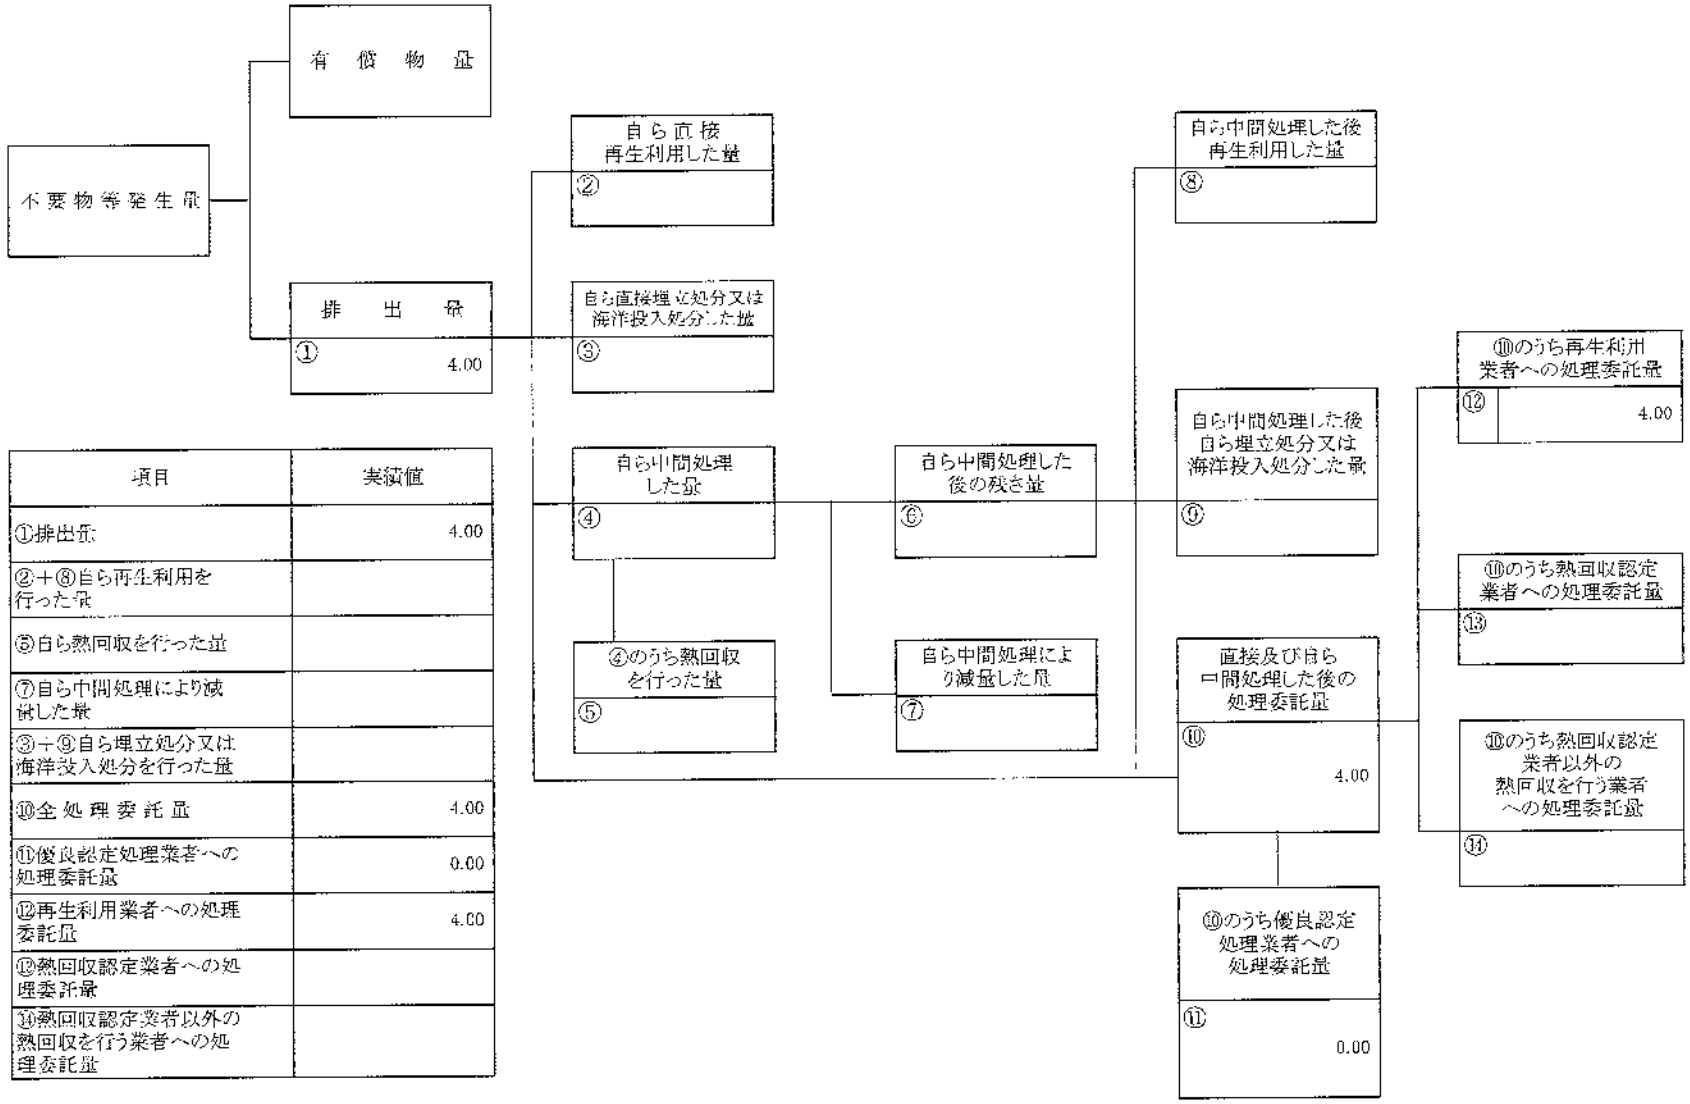 有償物量
不要物等発生量
排出量
①
4.00
自ら直接
再生利用した量
②
自ら直接埋立処分又は
海洋投入処分した量
③
自ら中間処理
した量
④
④のうち熱回収
を行った量
⑤
自ら中間処理した
後の残さ量
⑥
自ら中間処理によ
り減量した量
⑦
自ら中間処理した後
再生利用した量
⑧
自ら中間処理した後
自ら埋立処分又は
海洋投入処分した量
⑨
直接及び自ら
中間処理した後の
処理委託量
⑩
4.00
⑩のうち優良認定
処理業者への
処理委託量
⑪
0.00
⑩のうち再生利用
業者への処理委託量
⑫
4.00
⑩のうち熱回収認定
業者への処理委託量
⑬
⑩のうち熱回収認定
業者以外の
熱回収を行う業者
への処理委託量
⑭
項目 実績値
①排出量 4.00
②＋⑧自ら再生利用を
行った量
⑤自ら熱回収を行った量
⑦自ら中間処理により減
量した量
③＋⑨自ら埋立処分又は
海洋投入処分を行った量
⑩全処理委託量 4.00
⑪優良認定処理業者への
処理委託量 0.00
⑫再生利用業者への処理
委託量 4.00
⑬熱回収認定業者への処
理委託量
⑭熱回収認定業者以外の
熱回収を行う業者への処
理委託量